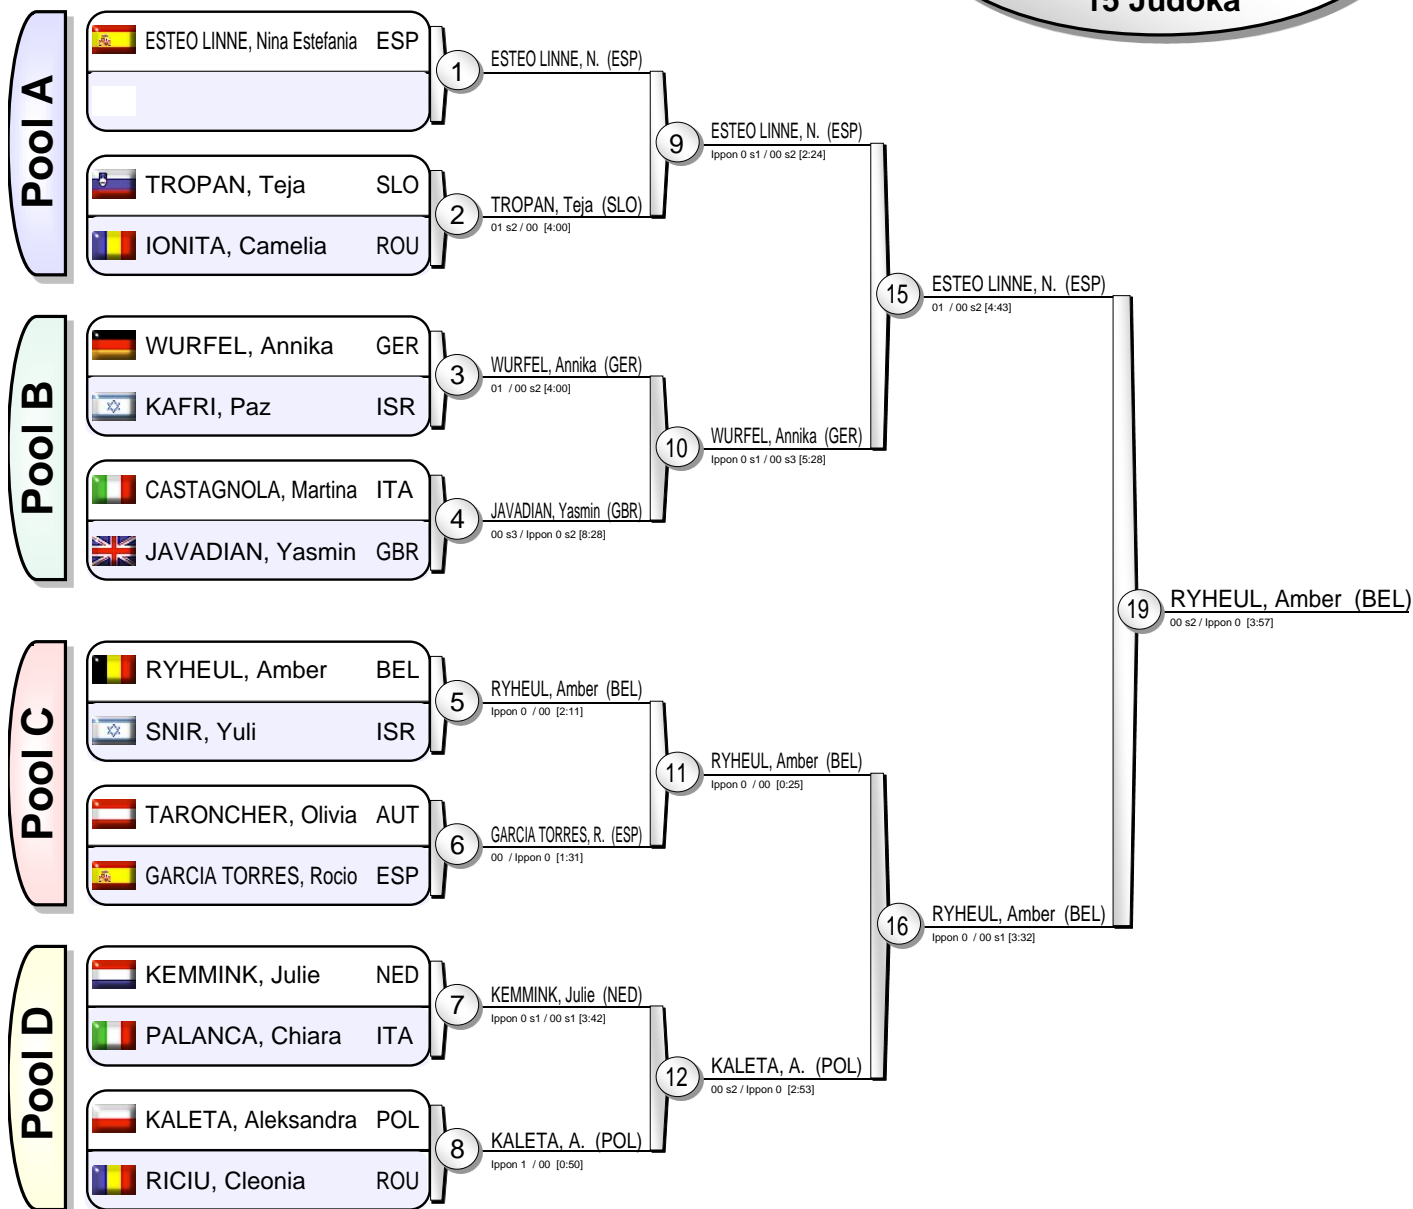 15 Judoka
Pool A
ESTEO LINNE, Nina Estefania ESP
1
ESTEO LINNE, N. (ESP)
TROPAN, Teja SLO
IONITA, Camelia ROU
2
TROPAN, Teja (SLO)
01 s2 / 00 [4:00]
9
ESTEO LINNE, N. (ESP)
Ippon 0 s1 / 00 s2 [2:24]
Pool B
WURFEL, Annika GER
KAFRI, Paz ISR
3
WURFEL, Annika (GER)
01 / 00 s2 [4:00]
CASTAGNOLA, Martina ITA
JAVADIAN, Yasmin GBR
4
JAVADIAN, Yasmin (GBR)
00 s3 / Ippon 0 s2 [8:28]
10
WURFEL, Annika (GER)
Ippon 0 s1 / 00 s3 [5:28]
15
ESTEO LINNE, N. (ESP)
01 / 00 s2 [4:43]
Pool C
RYHEUL, Amber BEL
SNIR, Yuli ISR
5
RYHEUL, Amber (BEL)
Ippon 0 / 00 [2:11]
TARONCHER, Olivia AUT
GARCIA TORRES, Rocio ESP
6
GARCIA TORRES, R. (ESP)
00 / Ippon 0 [1:31]
11
RYHEUL, Amber (BEL)
Ippon 0 / 00 [0:25]
Pool D
KEMMINK, Julie NED
PALANCA, Chiara ITA
7
KEMMINK, Julie (NED)
Ippon 0 s1 / 00 s1 [3:42]
KALETA, Aleksandra POL
RICIU, Cleonia ROU
8
KALETA, A. (POL)
Ippon 1 / 00 [0:50]
12
KALETA, A. (POL)
00 s2 / Ippon 0 [2:53]
16
RYHEUL, Amber (BEL)
Ippon 0 / 00 s1 [3:32]
19
RYHEUL, Amber (BEL)
00 s2 / Ippon 0 [3:57]